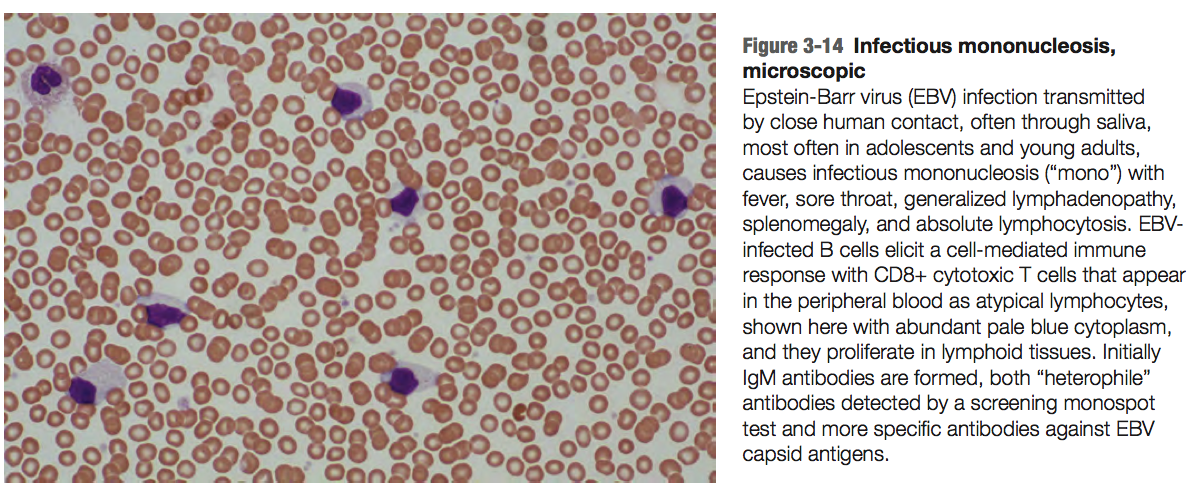 Figure 3-14 Infectious mononucleosis,
microscopic
Epstein-Barr virus (EBV) infection transmitted
by close human contact, often through saliva,
most often in adolescents and young adults,
causes infectious mononucleosis (“mono”) with
fever, sore throat, generalized lymphadenopathy,
splenomegaly, and absolute lymphocytosis. EBV-
infected B cells elicit a cell-mediated immune
response with CD8+ cytotoxic T cells that appear
in the peripheral blood as atypical lymphocytes,
shown here with abundant pale blue cytoplasm,
and they proliferate in lymphoid tissues. Initially
IgM antibodies are formed, both “heterophile”
antibodies detected by a screening monospot
test and more specific antibodies against EBV
capsid antigens.